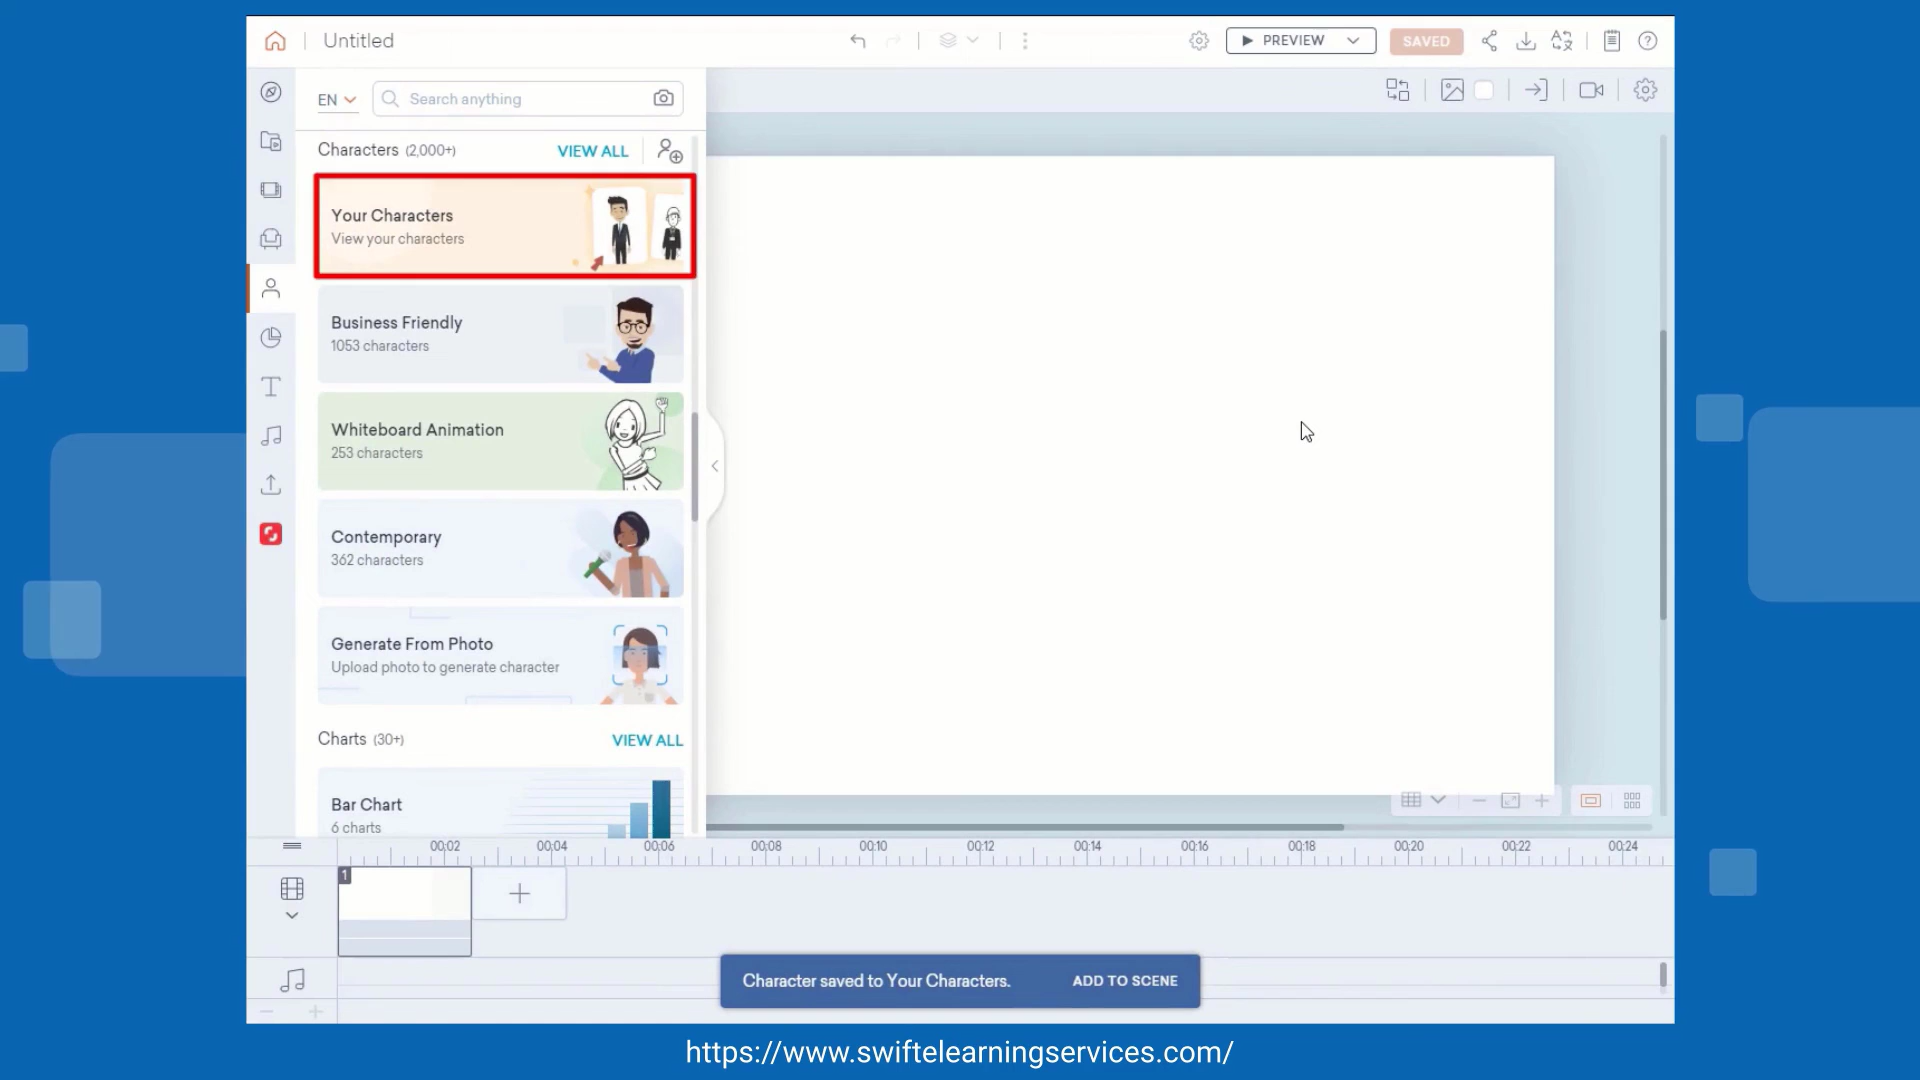 Untitled
PREVIEW
SAVED
EN
Search anything
Characters (2,000+)
VIEW ALL
Your Characters
View your characters
Business Friendly
1053 characters
Whiteboard Animation
253 characters
Contemporary
362 characters
Generate From Photo
Upload photo to generate character
Charts (30+)
VIEW ALL
Bar Chart
6 charts
00:02 00:04 00:06 00:08 00:10 00:12 00:14 00:16 00:18 00:20 00:22 00:24
1
Character saved to Your Characters.
ADD TO SCENE
https://www.swiftelearningservices.com/